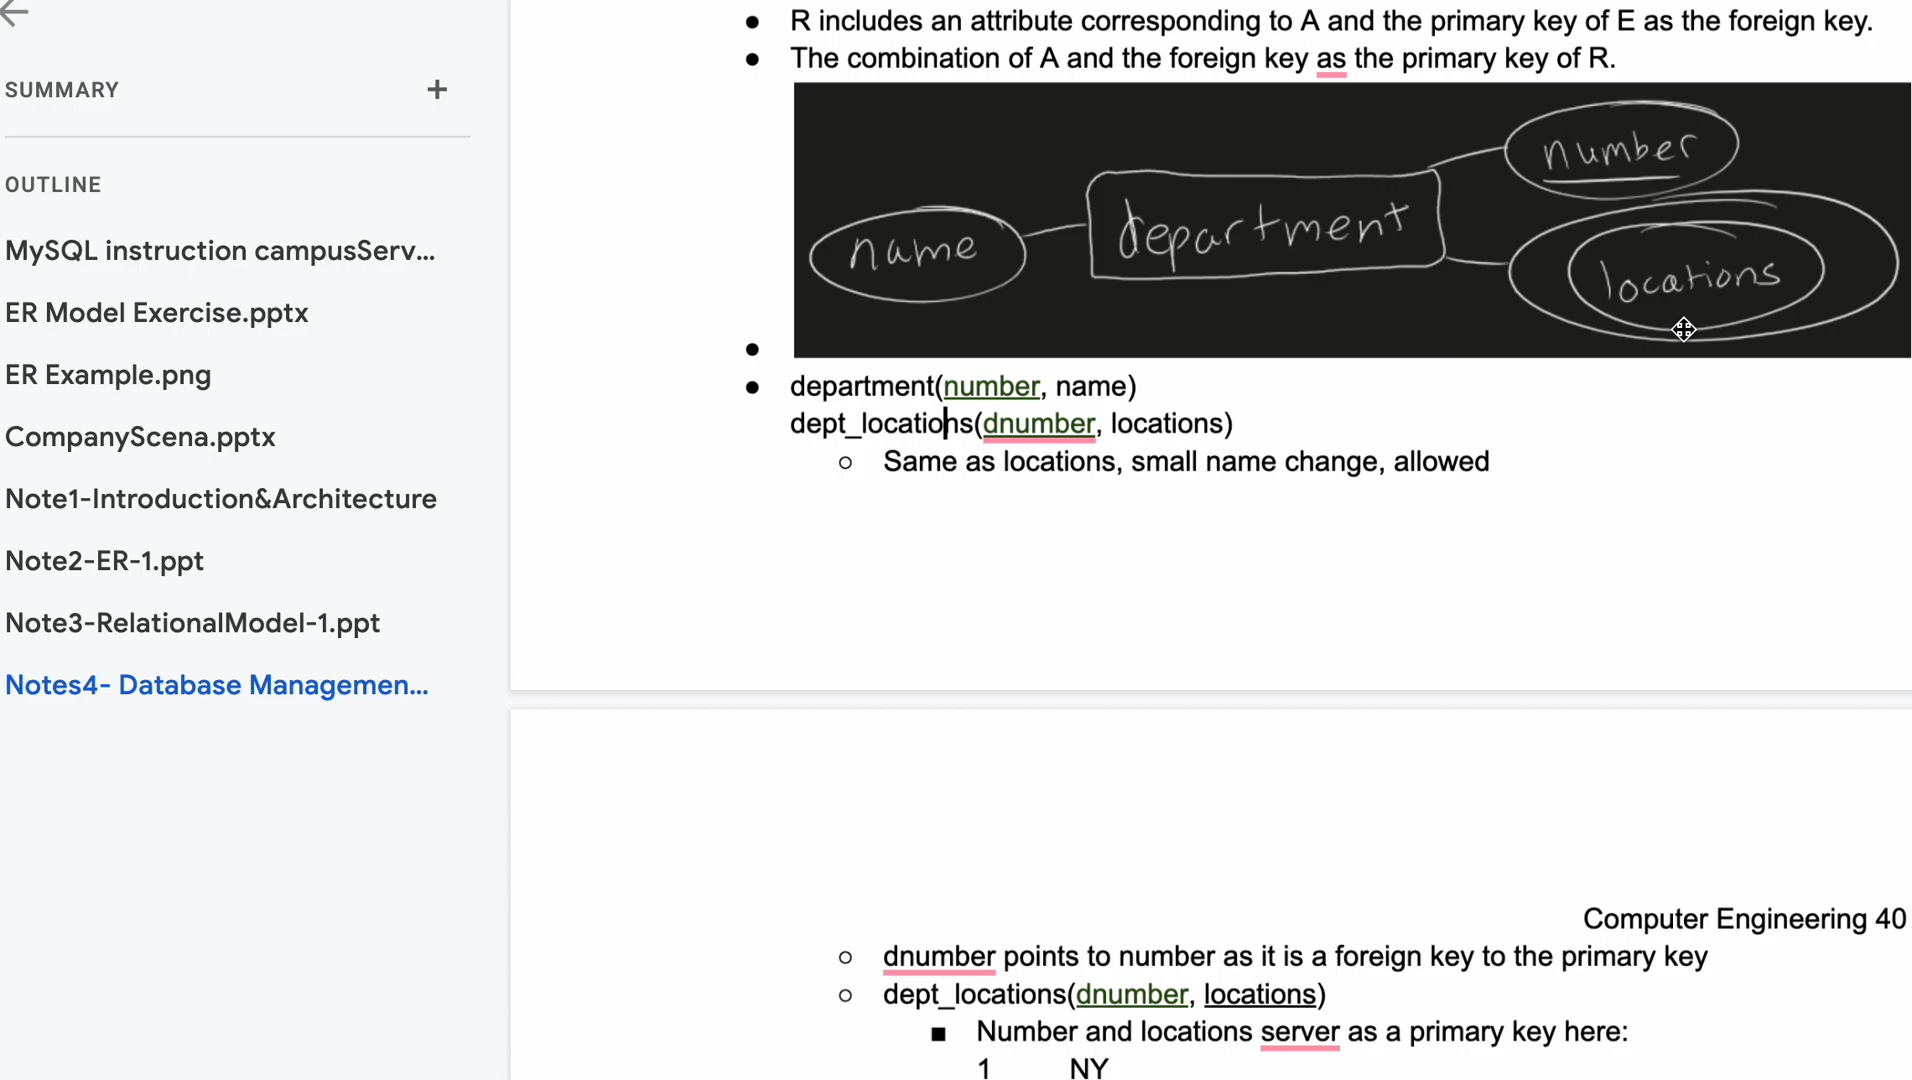 SUMMARY
OUTLINE
MySQL instruction campusServ...
ER Model Exercise.pptx
ER Example.png
CompanyScena.pptx
Note1-Introduction&Architecture
Note2-ER-1.ppt
Note3-RelationalModel-1.ppt
Notes4- Database Managemen...
R includes an attribute corresponding to A and the primary key of E as the foreign key.
The combination of A and the foreign key as the primary key of R.
number
name
department
locations
department(number, name)
dept_locations(dnumber, locations)
Same as locations, small name change, allowed
Computer Engineering 40
dnumber points to number as it is a foreign key to the primary key
dept_locations(dnumber, locations)
Number and locations server as a primary key here:
1 NY